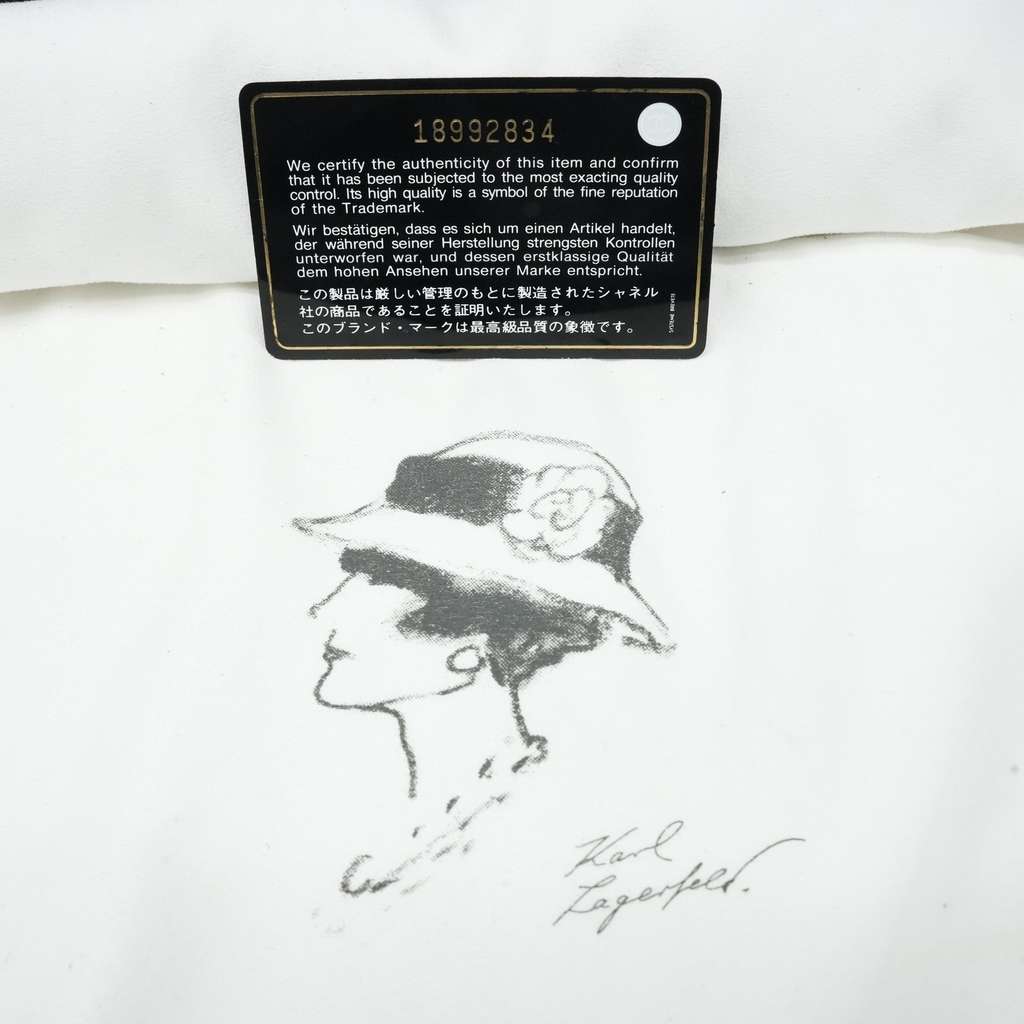 18992834
We certify the authenticity of this item and confirm
that it has been subjected to the most exacting quality
control. Its high quality is a symbol of the fine reputation
of the Trademark.
Wir bestätigen, dass es sich um einen Artikel handelt,
der während seiner Herstellung strengsten Kontrollen
unterworfen war, und dessen erstklassige Qualität
dem hohen Ansehen unserer Marke entspricht.
この製品は厳しい管理のもとに製造されたシャネル
社の商品であることを証明いたします。
このブランド・マークは最高級品質の象徴です。
Karl
Lagerfeld.